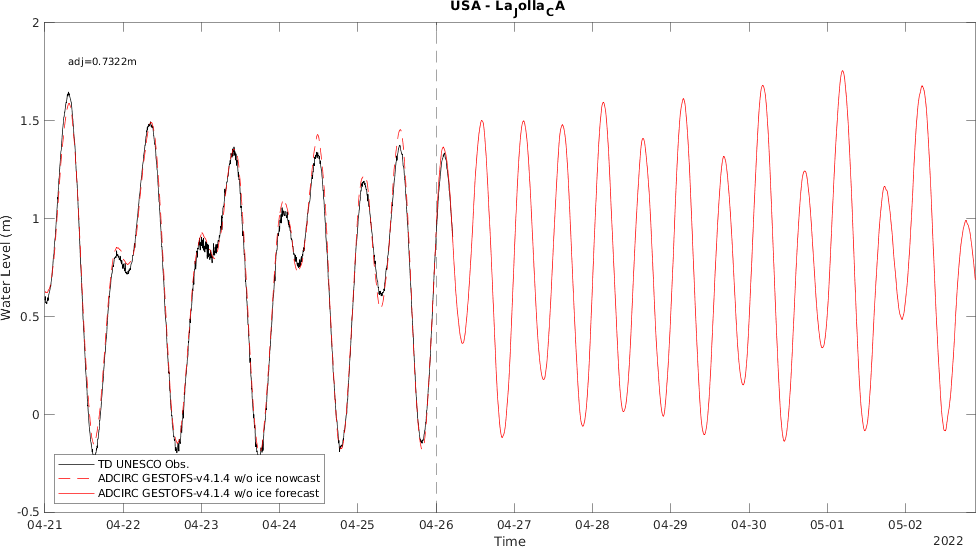 USA - LaJollaCA
adj=0.7322m
2
1.5
1
0.5
0
-0.5
Water Level (m)
TD UNESCO Obs.
ADCIRC GESTOFS-v4.1.4 w/o ice nowcast
ADCIRC GESTOFS-v4.1.4 w/o ice forecast
04-21 04-22 04-23 04-24 04-25 04-26 04-27 04-28 04-29 04-30 05-01 05-02
Time
2022